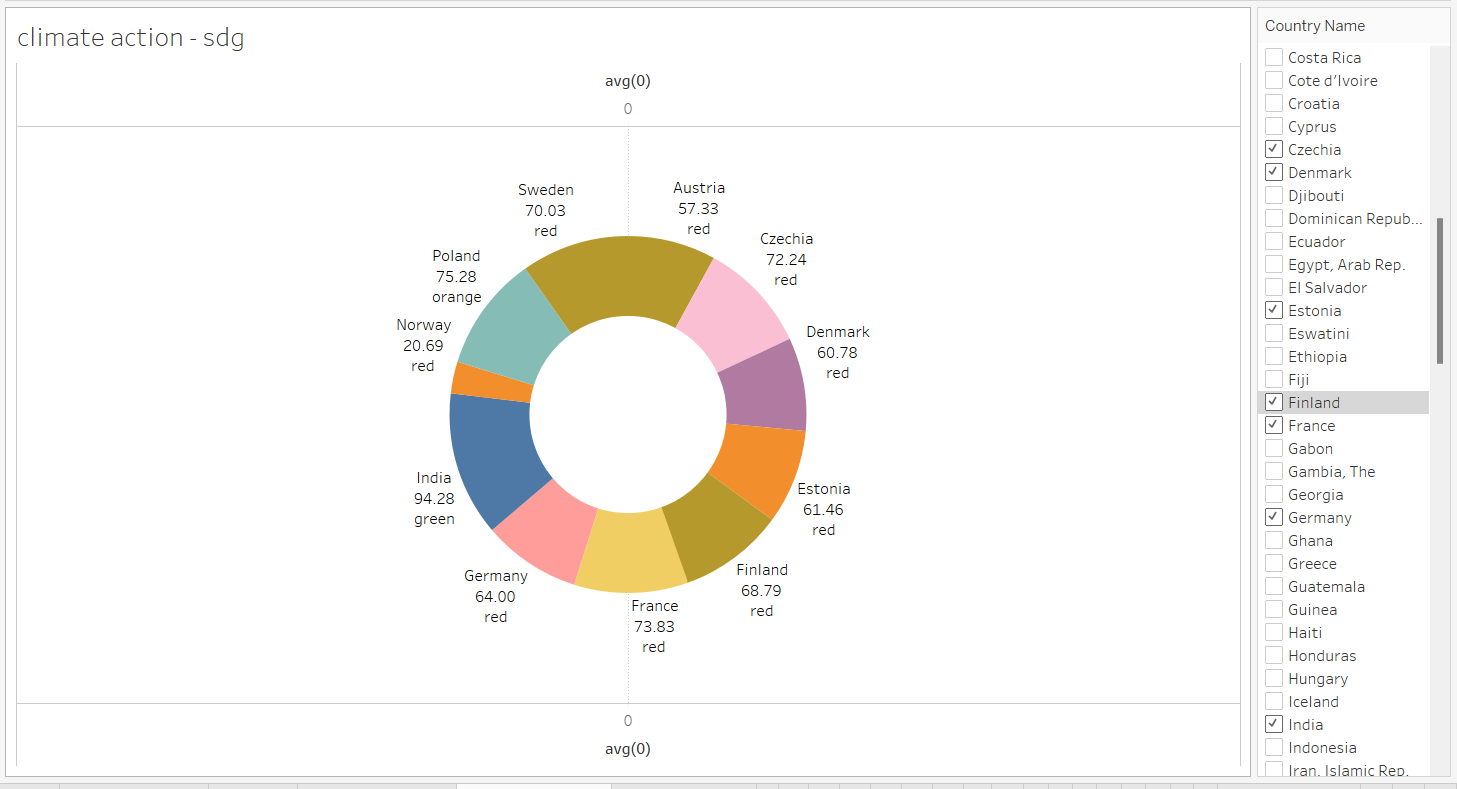 climate action - sdg
avg(0)
0
Sweden
70.03
red
Austria
57.33
red
Czechia
72.24
red
Poland
75.28
orange
Norway
20.69
red
Denmark
60.78
red
India
94.28
green
Estonia
61.46
red
Germany
64.00
red
Finland
68.79
red
France
73.83
red
0
avg(0)
Country Name
Costa Rica
Cote d’Ivoire
Croatia
Cyprus
Czechia
Denmark
Djibouti
Dominican Repub...
Ecuador
Egypt, Arab Rep.
El Salvador
Estonia
Eswatini
Ethiopia
Fiji
Finland
France
Gabon
Gambia, The
Georgia
Germany
Ghana
Greece
Guatemala
Guinea
Haiti
Honduras
Hungary
Iceland
India
Indonesia
Iran, Islamic Rep.